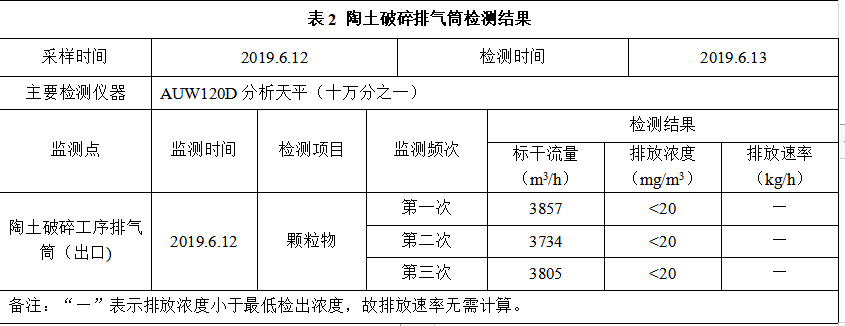 表 2 陶土破碎排气筒检测结果
采样时间 2019.6.12 检测时间 2019.6.13
主要检测仪器 AUW120D 分析天平（十万分之一）
监测点 监测时间 检测项目 监测频次 检测结果
标干流量（m³/h） 排放浓度（mg/m³） 排放速率（kg/h）
陶土破碎工序排气筒（出口) 2019.6.12 颗粒物 第一次 3857 <20 －
第二次 3734 <20 －
第三次 3805 <20 －
备注：“－”表示排放浓度小于最低检出浓度，故排放速率无需计算。